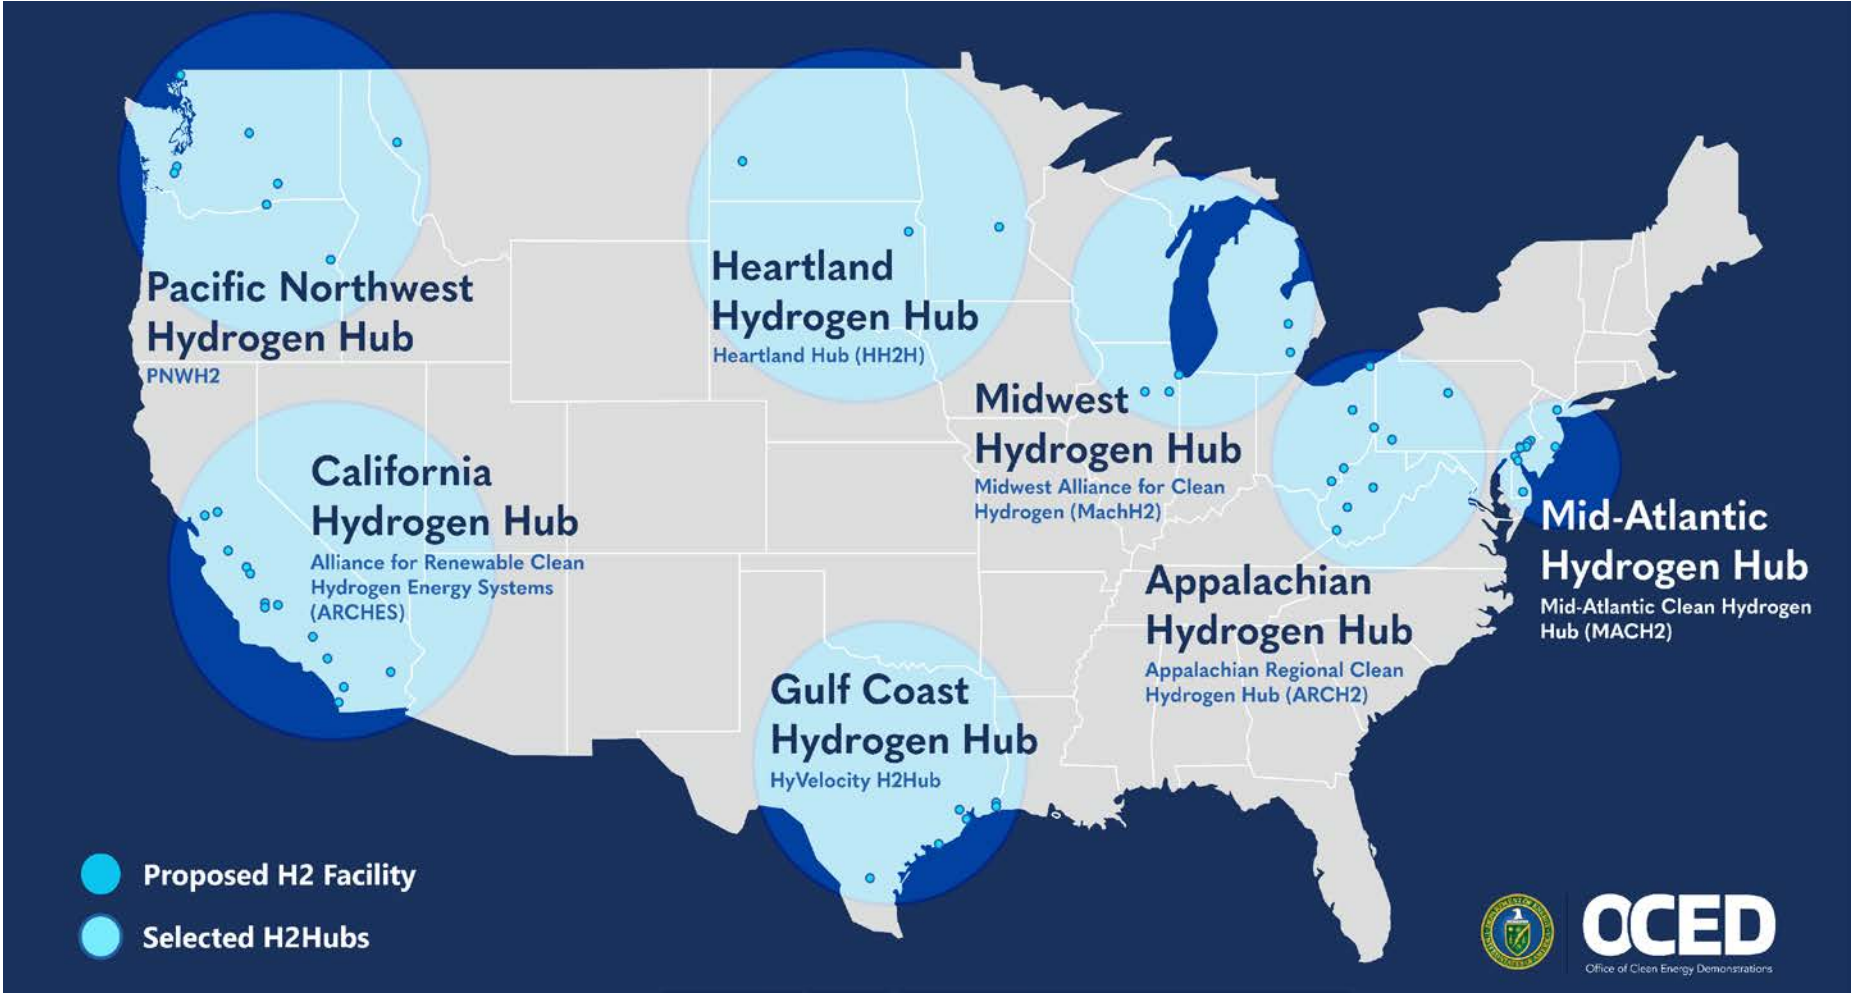 Pacific Northwest
Hydrogen Hub
PNWH2
Heartland
Hydrogen Hub
Heartland Hub (HH2H)
Midwest
Hydrogen Hub
Midwest Alliance for Clean
Hydrogen (MachH2)
California
Hydrogen Hub
Alliance for Renewable Clean
Hydrogen Energy Systems
(ARCHES)
Mid-Atlantic
Hydrogen Hub
Mid-Atlantic Clean Hydrogen
Hub (MACH2)
Appalachian
Hydrogen Hub
Appalachian Regional Clean
Hydrogen Hub (ARCH2)
Gulf Coast
Hydrogen Hub
HyVelocity H2Hub
Proposed H2 Facility
Selected H2Hubs
OCED
Office of Clean Energy Demonstrations